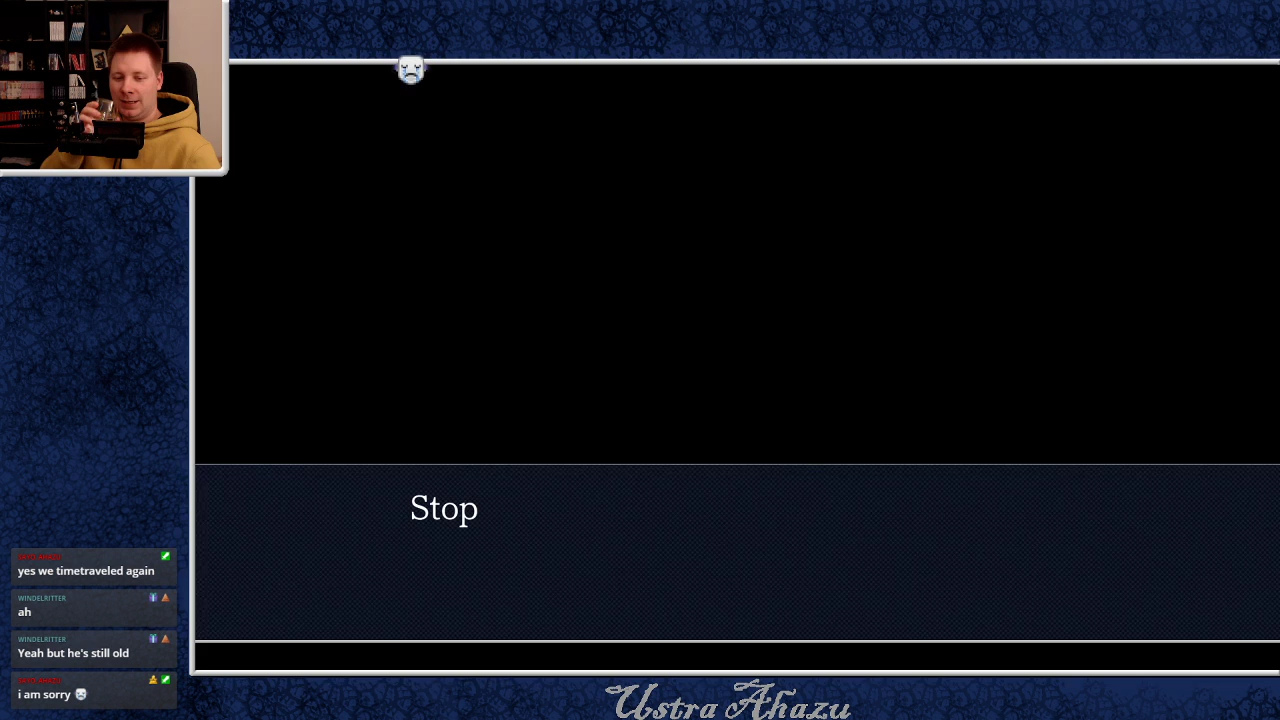 Stop
yes we timetraveled again
WINDELRITTER
ah
WINDELRITTER
Yeah but he's still old
i am sorry
Ustra Ahazu